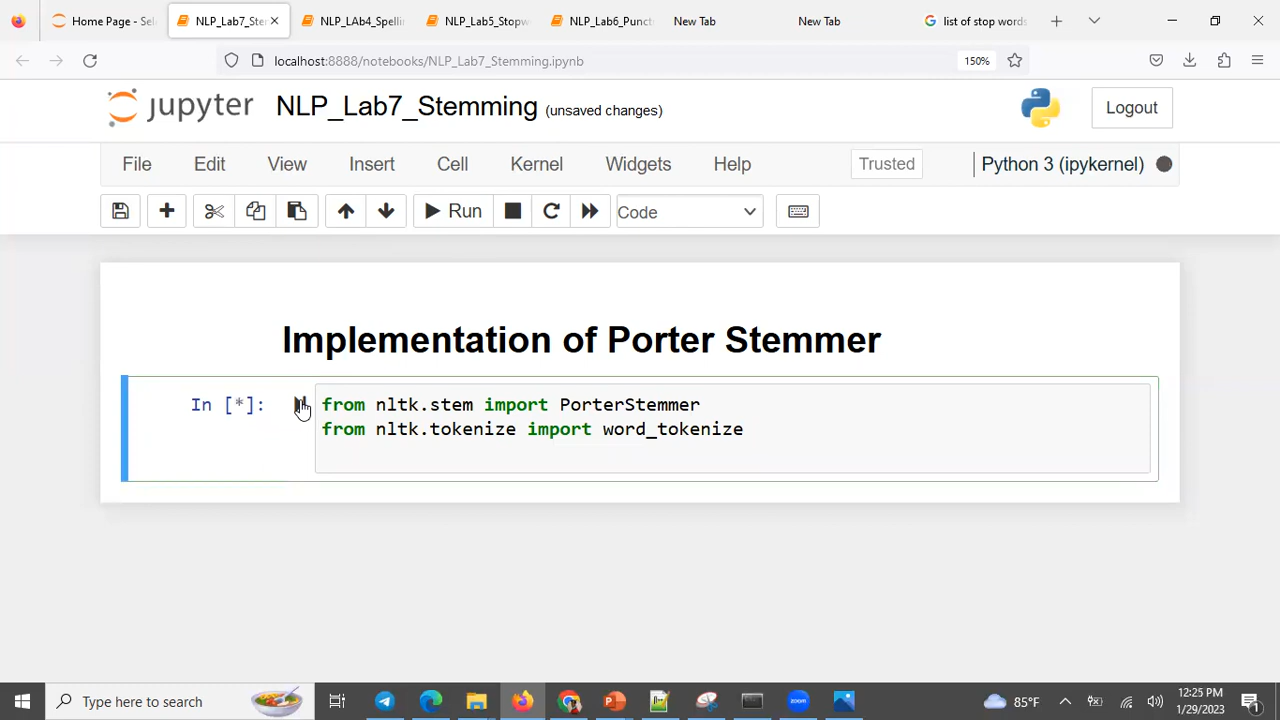 Home Page - Sel
NLP_Lab7_Ste
NLP_LAb4_Spelli
NLP_Lab5_Stopw
NLP_Lab6_Punct
New Tab
New Tab
list of stop words
localhost:8888/notebooks/NLP_Lab7_Stemming.ipynb
150%
jupyter NLP_Lab7_Stemming (unsaved changes)
Logout
File Edit View Insert Cell Kernel Widgets Help
Trusted
Python 3 (ipykernel)
Run
Code
Implementation of Porter Stemmer
In [*]:
from nltk.stem import PorterStemmer
from nltk.tokenize import word_tokenize
Type here to search
zoom
85°F
12:25 PM
1/29/2023
1